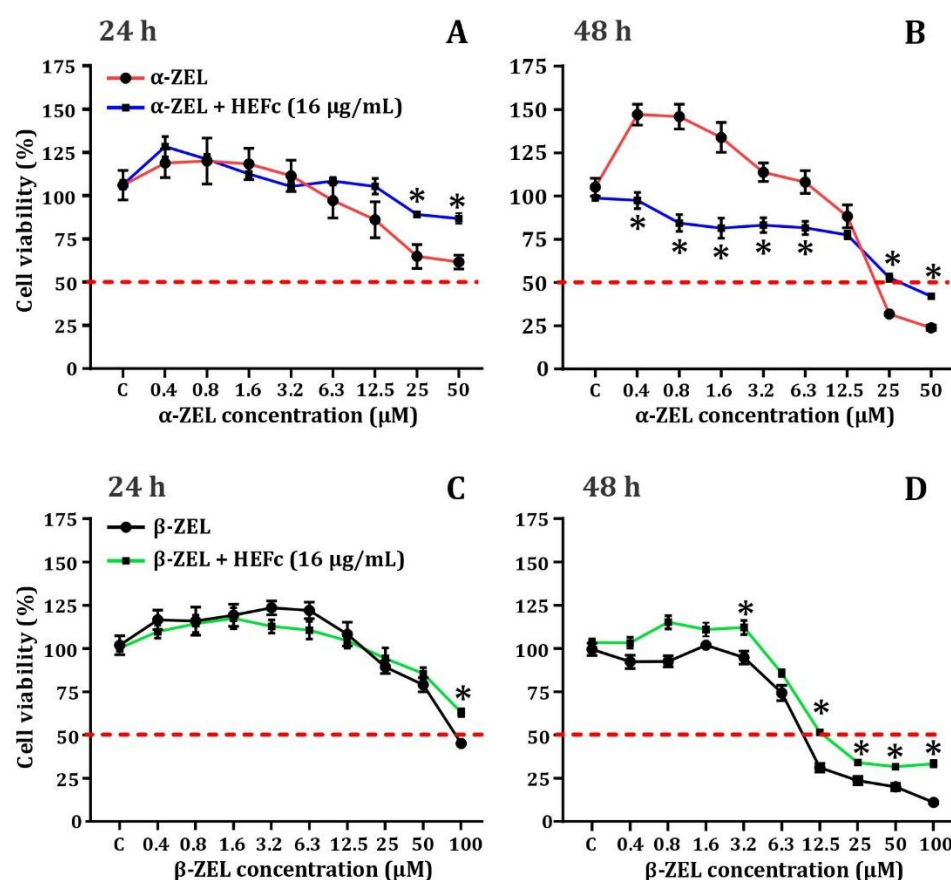 24 h
A
Cell viability (%)
175
150
125
100
75
50
25
0
α-ZEL
α-ZEL + HEFc (16 µg/mL)
* *
C 0.4 0.8 1.6 3.2 6.3 12.5 25 50
α-ZEL concentration (µM)
48 h
B
175
150
125
100
75
50
25
0
* * * * * * *
C 0.4 0.8 1.6 3.2 6.3 12.5 25 50
α-ZEL concentration (µM)
24 h
C
Cell viability (%)
175
150
125
100
75
50
25
0
β-ZEL
β-ZEL + HEFc (16 µg/mL)
*
C 0.4 0.8 1.6 3.2 6.3 12.5 25 50 100
β-ZEL concentration (µM)
48 h
D
175
150
125
100
75
50
25
0
* * * * *
C 0.4 0.8 1.6 3.2 6.3 12.5 25 50 100
β-ZEL concentration (µM)